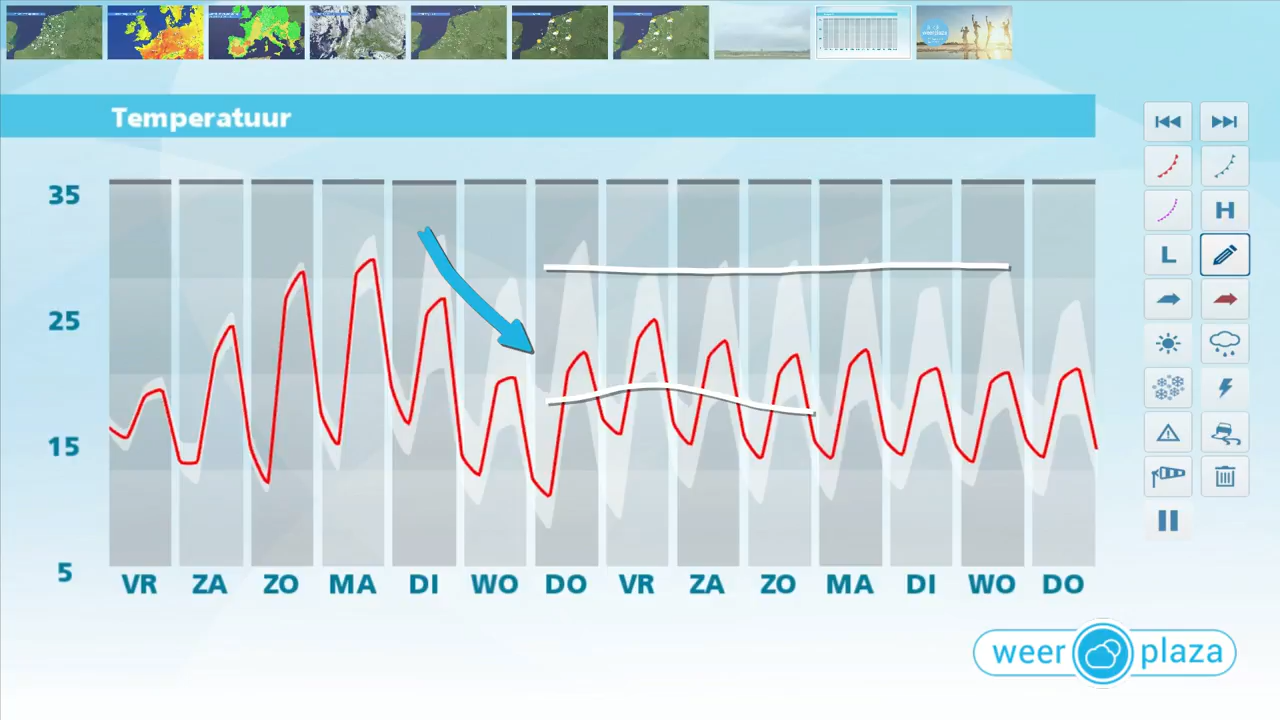 Temperatuur
35
25
15
5
VR ZA ZO MA DI WO DO VR ZA ZO MA DI WO DO
H
L
weer plaza